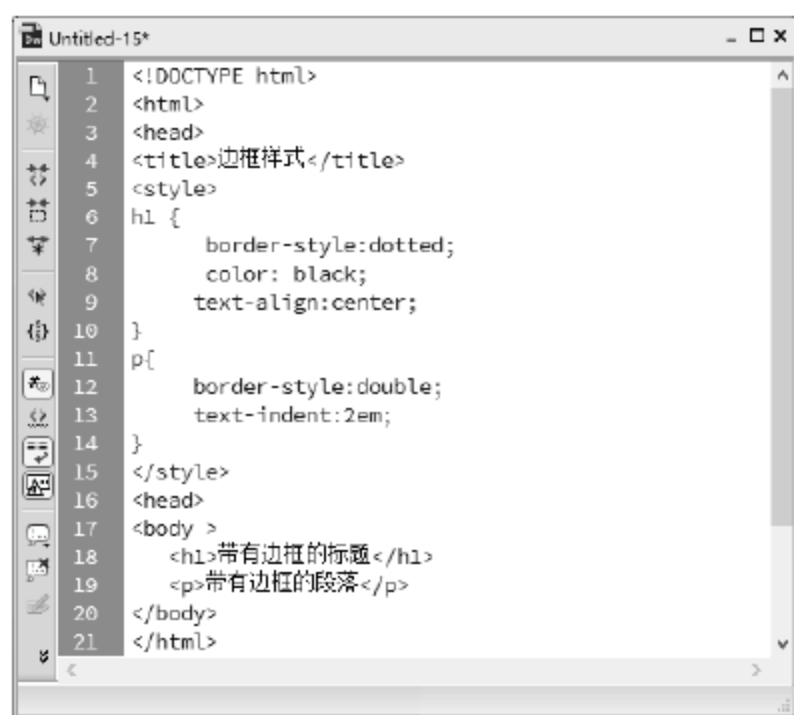 Untitled-15*
1 <!DOCTYPE html>
2 <html>
3 <head>
4 <title>边框样式</title>
5 <style>
6 h1 {
7 border-style:dotted;
8 color: black;
9 text-align:center;
10 }
11 p{
12 border-style:double;
13 text-indent:2em;
14 }
15 </style>
16 <head>
17 <body >
18 <h1>带有边框的标题</h1>
19 <p>带有边框的段落</p>
20 </body>
21 </html>